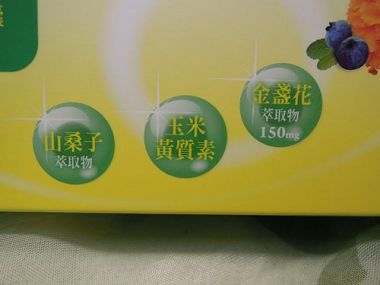 山桑子
萃取物
玉米
黃質素
金盞花
萃取物
150mg